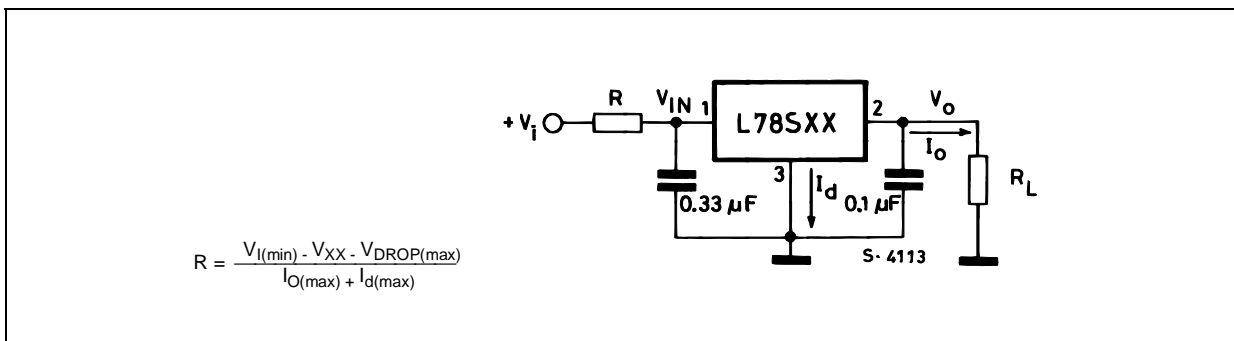 R V_IN 1 L78SXX 2 V_o
+ V_i I_o
3 I_d R_L
0.33 µF 0.1 µF
S-4113
R = V_I(min) - V_XX - V_DROP(max)
I_O(max) + I_d(max)